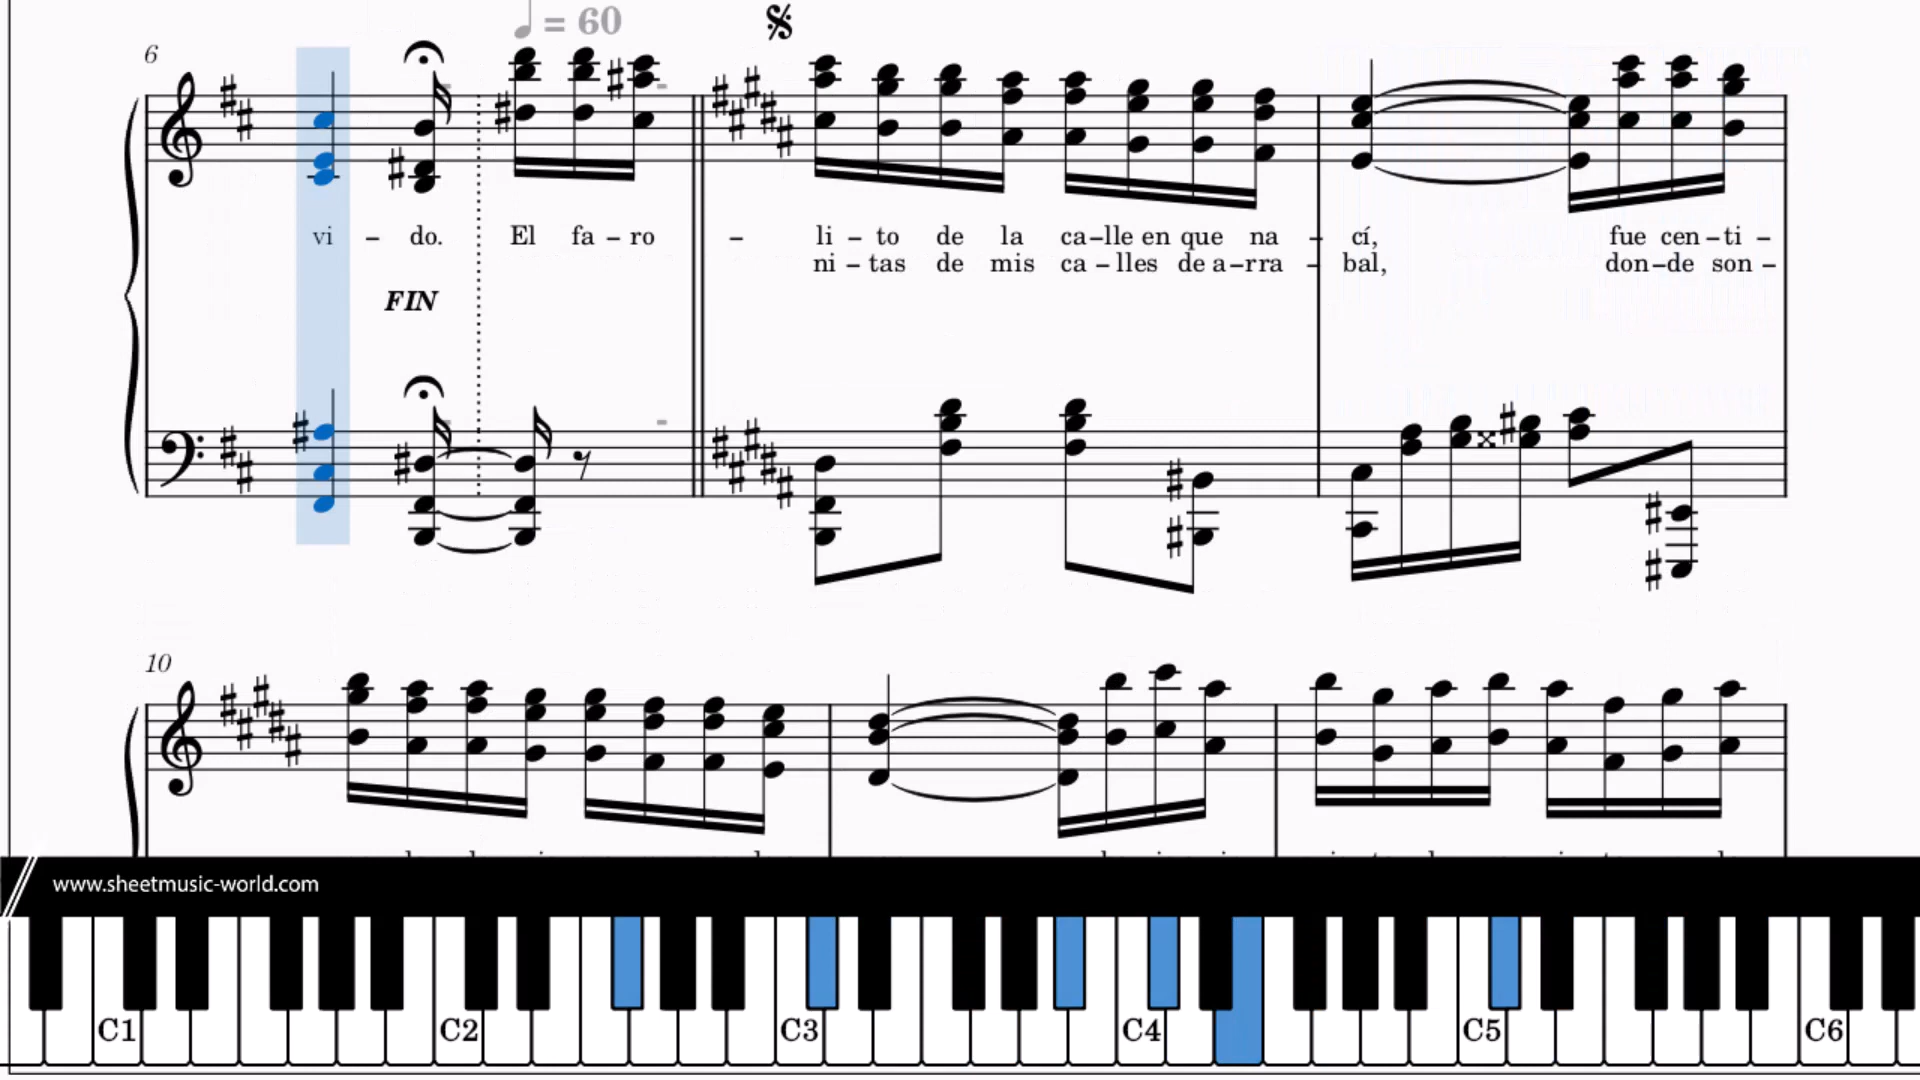 = 60
6
vi – do. El fa – ro – li – to de la ca–lle en que na – cí, fue cen – ti –
ni – tas de mis ca – lles de a–rra – bal, don–de son –
FIN
10
www.sheetmusic-world.com
C1 C2 C3 C4 C5 C6